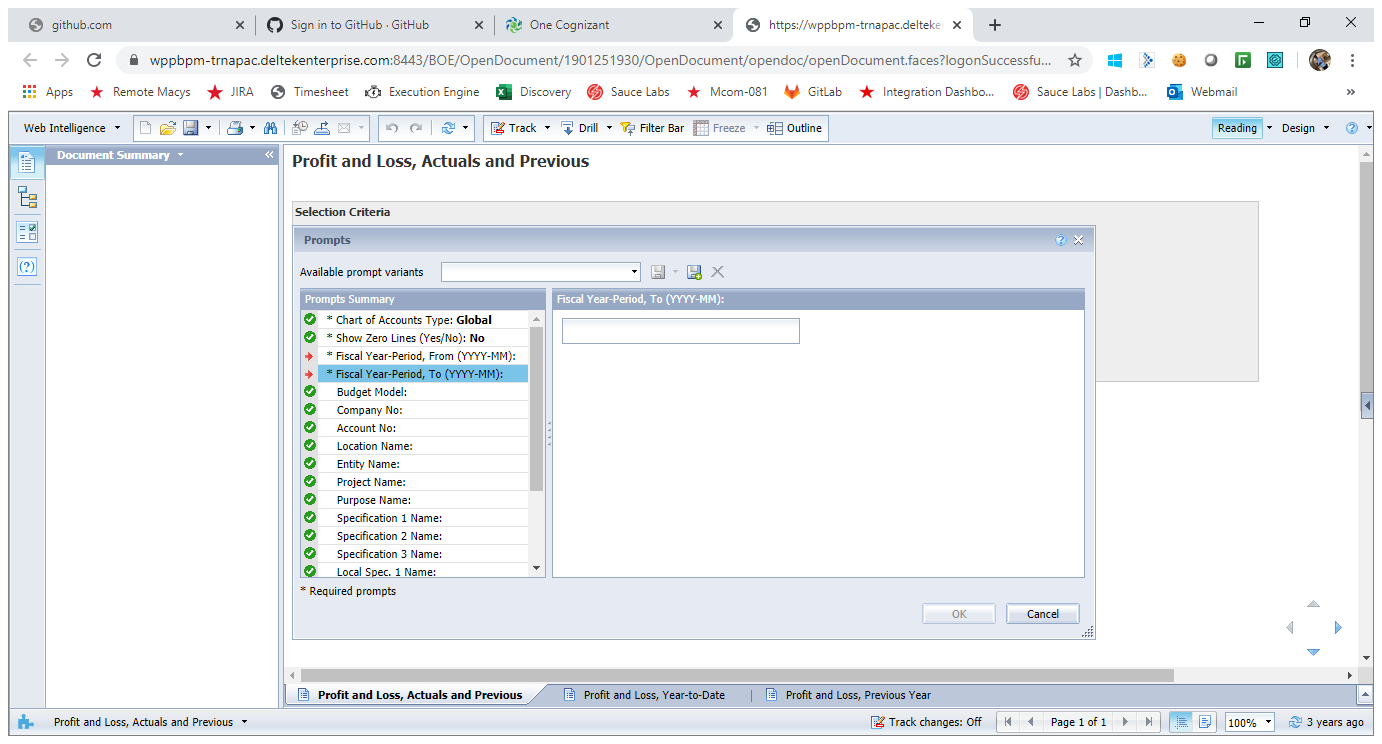 github.com
Sign in to GitHub · GitHub
One Cognizant
https://wppbpm-trnapac.delteke
wppbpm-trnapac.deltekenterprise.com:8443/BOE/OpenDocument/1901251930/OpenDocument/opendoc/openDocument.faces?logonSuccessfu...
Apps Remote Macys JIRA Timesheet Execution Engine Discovery Sauce Labs Mcom-081 GitLab Integration Dashbo... Sauce Labs | Dashb... Webmail »
Web Intelligence Track Drill Filter Bar Freeze Outline Reading Design
Document Summary
Profit and Loss, Actuals and Previous
Selection Criteria
Prompts
Available prompt variants
Prompts Summary
* Chart of Accounts Type: Global
* Show Zero Lines (Yes/No): No
* Fiscal Year-Period, From (YYYY-MM):
* Fiscal Year-Period, To (YYYY-MM):
Budget Model:
Company No:
Account No:
Location Name:
Entity Name:
Project Name:
Purpose Name:
Specification 1 Name:
Specification 2 Name:
Specification 3 Name:
Local Spec. 1 Name:
Fiscal Year-Period, To (YYYY-MM):
* Required prompts
OK Cancel
Profit and Loss, Actuals and Previous Profit and Loss, Year-to-Date Profit and Loss, Previous Year
Profit and Loss, Actuals and Previous Track changes: Off Page 1 of 1 100% 3 years ago